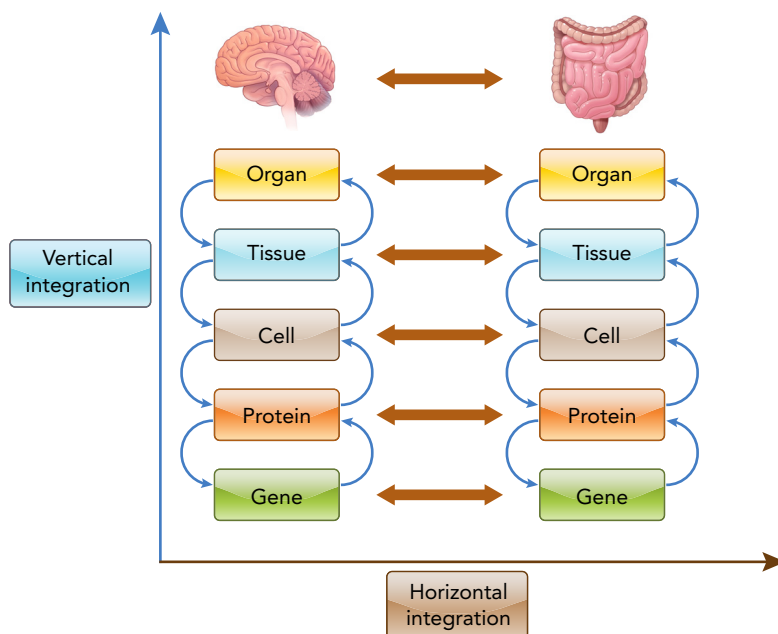 Organ
Organ
Vertical
integration
Tissue
Tissue
Cell
Cell
Protein
Protein
Gene
Gene
Horizontal
integration